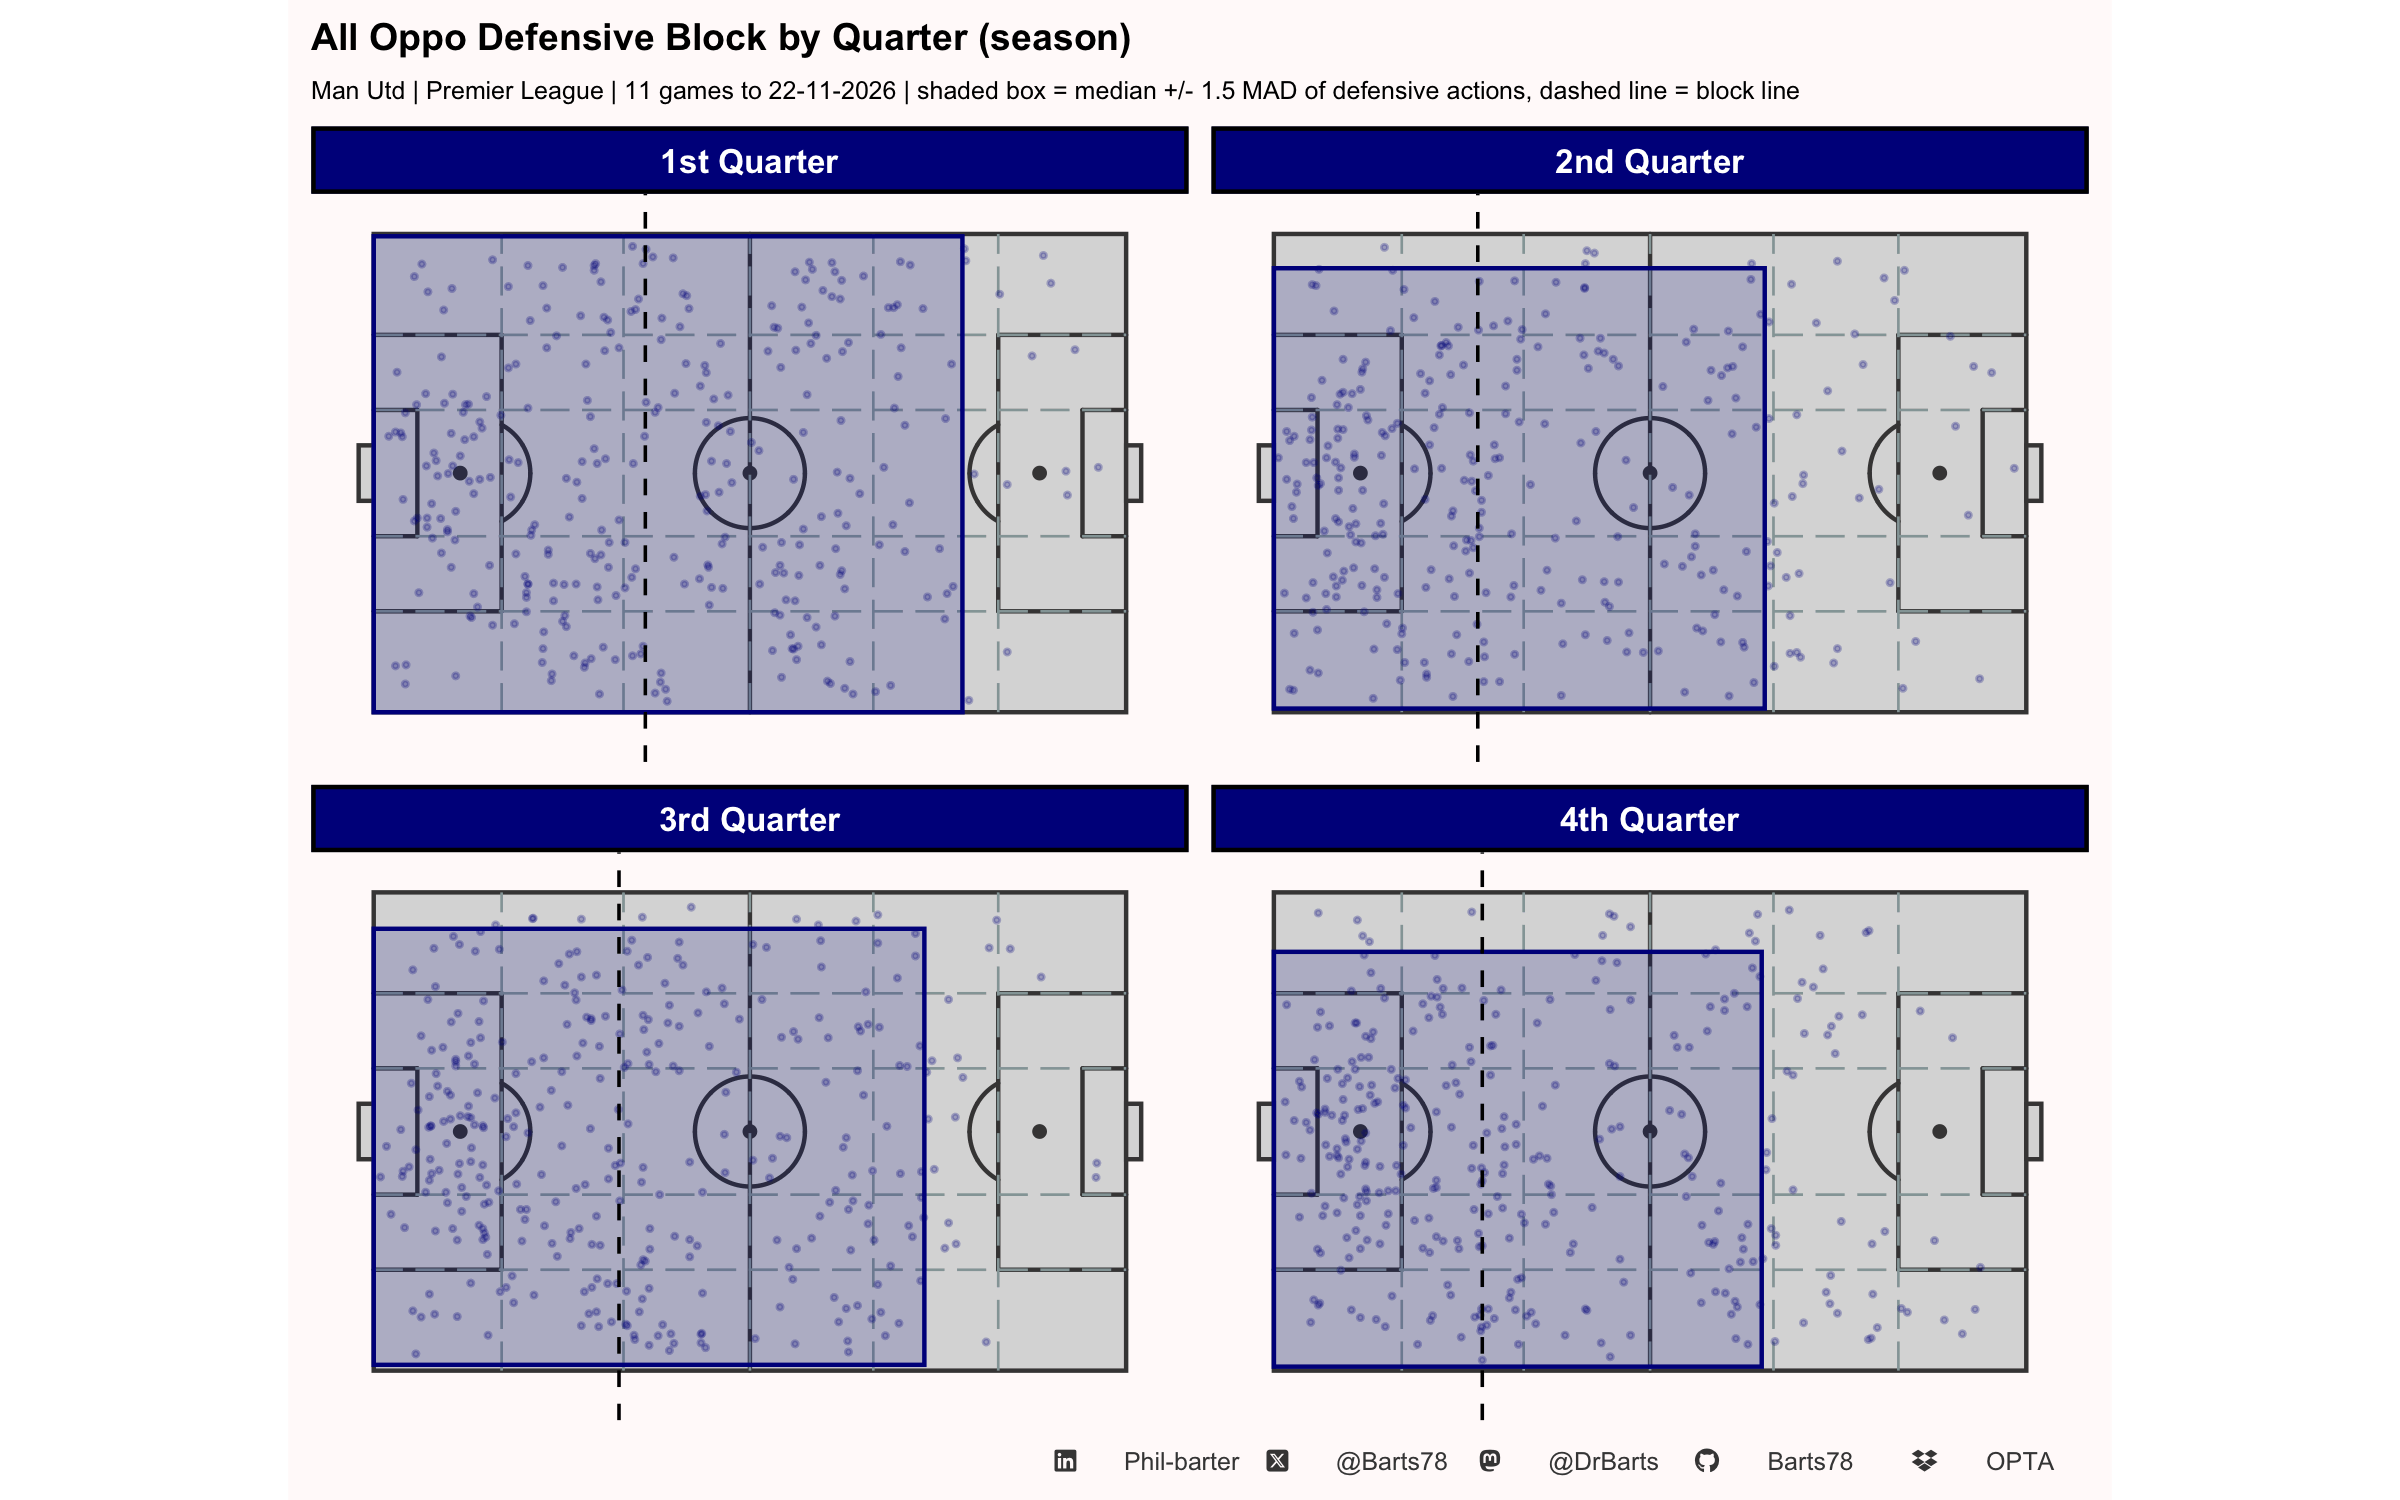 All Oppo Defensive Block by Quarter (season)
Man Utd | Premier League | 11 games to 22-11-2026 | shaded box = median +/- 1.5 MAD of defensive actions, dashed line = block line
1st Quarter
2nd Quarter
3rd Quarter
4th Quarter
Phil-barter @Barts78 @DrBarts Barts78 OPTA